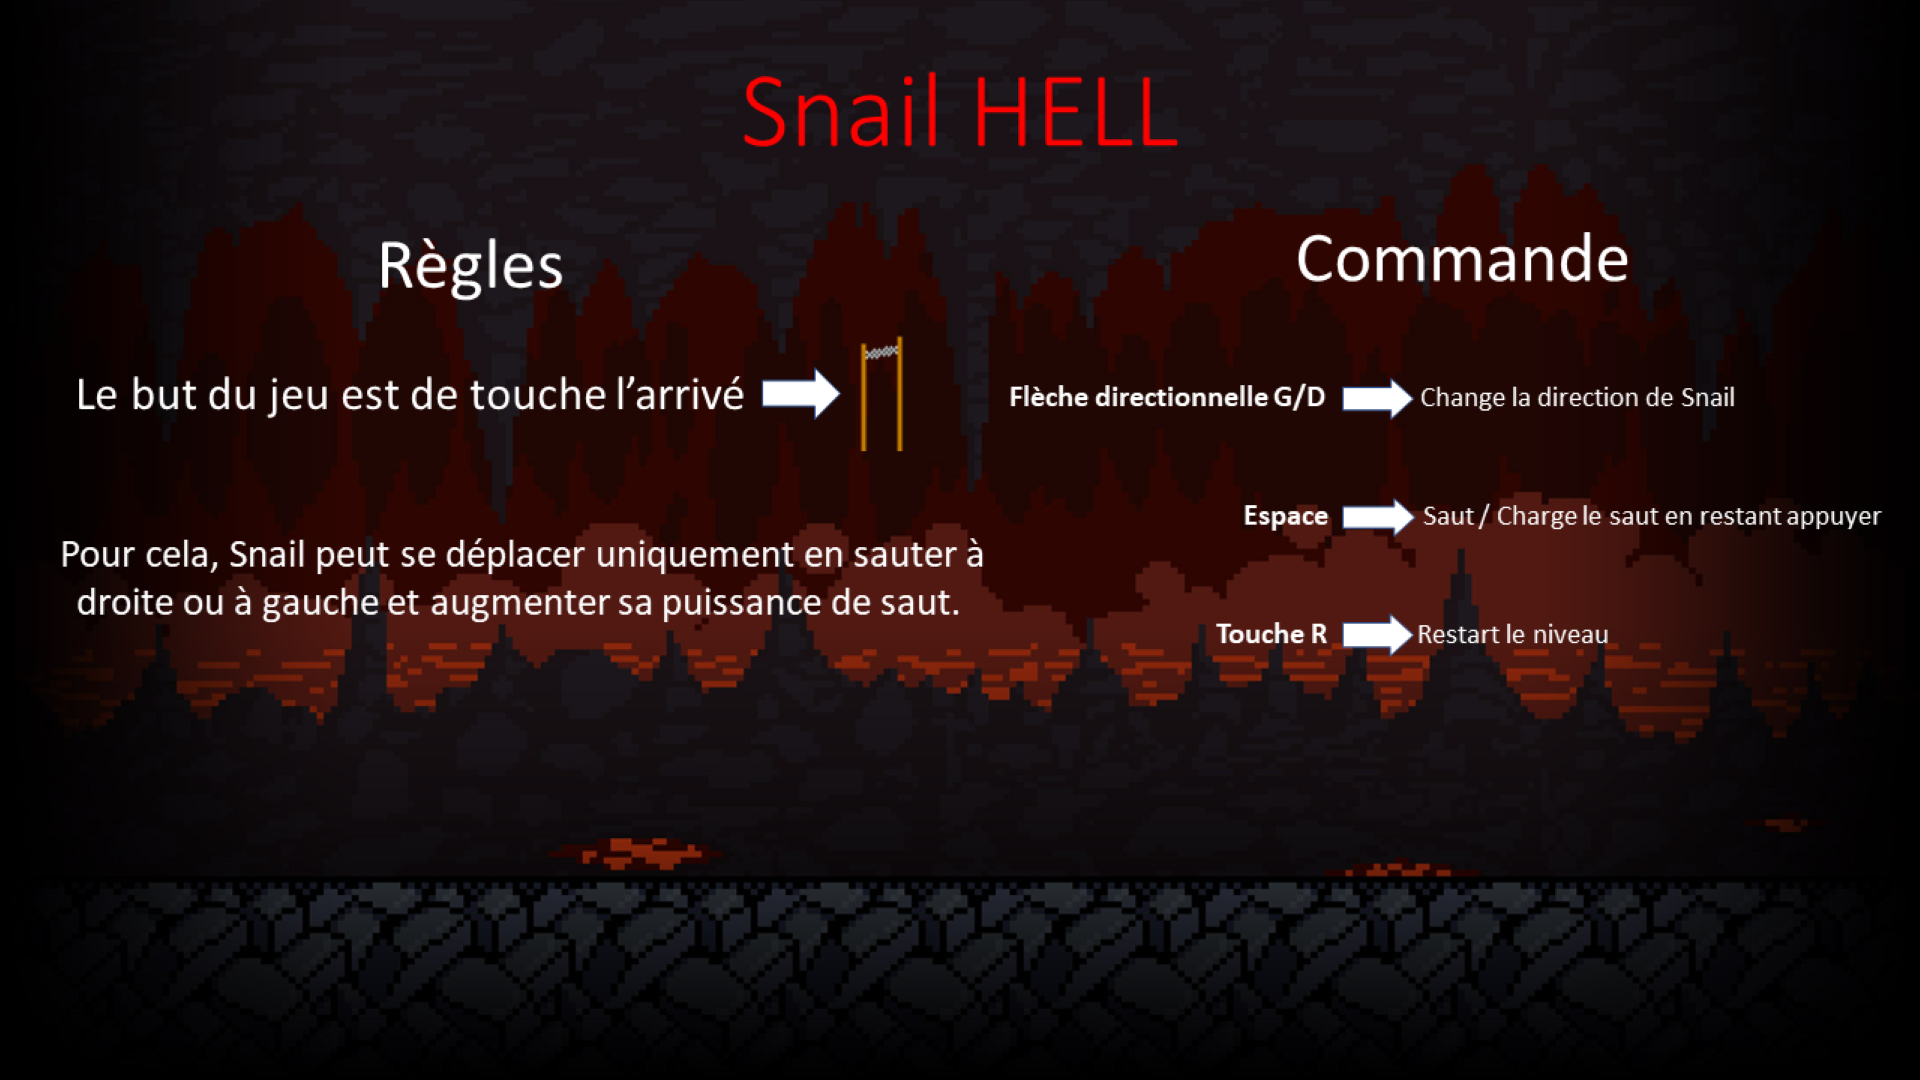 Snail HELL
Règles
Le but du jeu est de touche l’arrivé
Pour cela, Snail peut se déplacer uniquement en sauter à
droite ou à gauche et augmenter sa puissance de saut.
Commande
Flèche directionnelle G/D Change la direction de Snail
Espace Saut / Charge le saut en restant appuyer
Touche R Restart le niveau